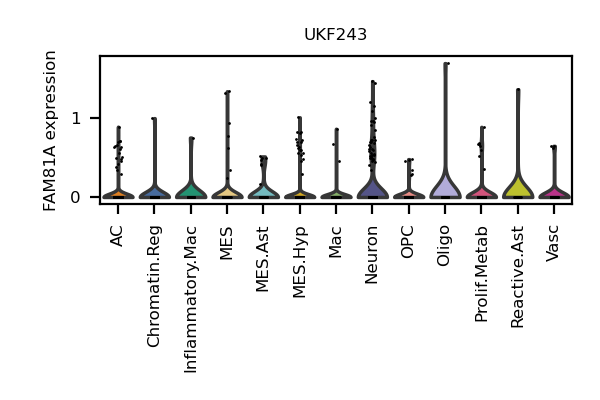 UKF243
FAM81A expression
1
0
AC
Chromatin.Reg
Inflammatory.Mac
MES
MES.Ast
MES.Hyp
Mac
Neuron
OPC
Oligo
Prolif.Metab
Reactive.Ast
Vasc